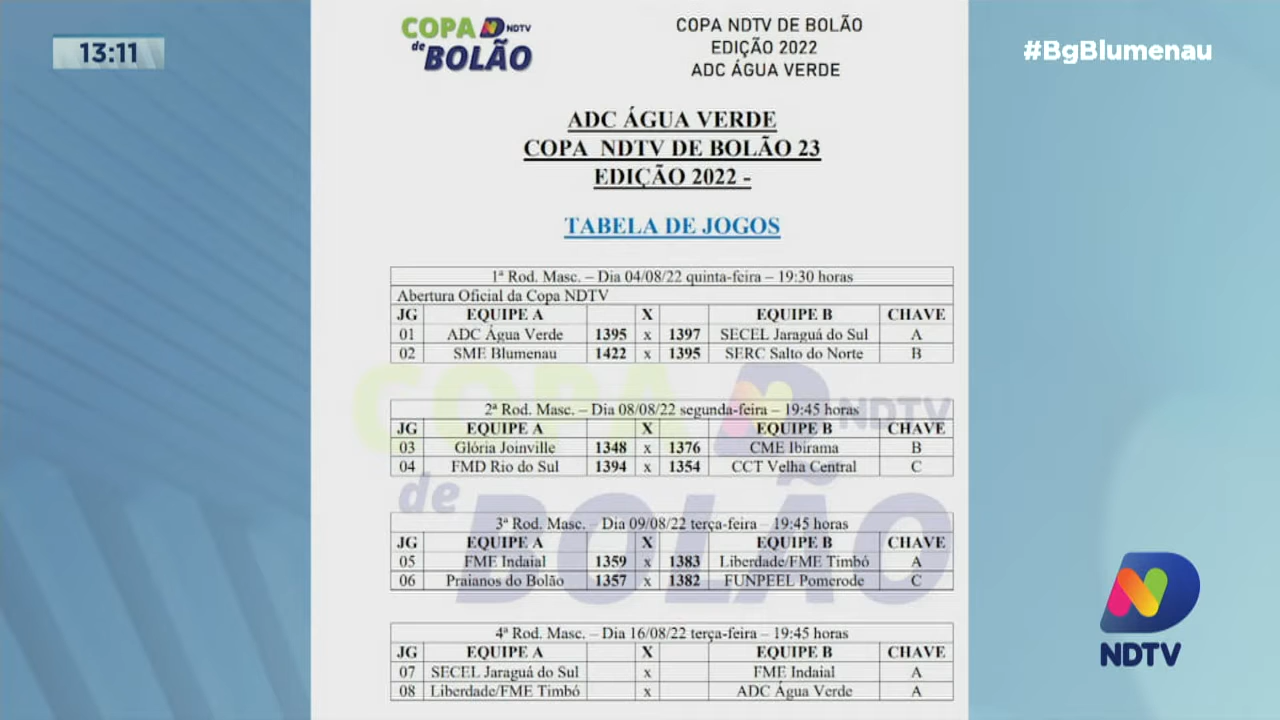 13:11
COPA NDTV
de BOLÃO
COPA NDTV DE BOLÃO
EDIÇÃO 2022
ADC ÁGUA VERDE
#BgBlumenau
ADC ÁGUA VERDE
COPA NDTV DE BOLÃO 23
EDIÇÃO 2022 -
TABELA DE JOGOS
1ª Rod. Masc. – Dia 04/08/22 quinta-feira – 19:30 horas
Abertura Oficial da Copa NDTV
JG EQUIPE A X EQUIPE B CHAVE
01 ADC Água Verde 1395 x 1397 SECEL Jaraguá do Sul A
02 SME Blumenau 1422 x 1395 SERC Salto do Norte B
2ª Rod. Masc. – Dia 08/08/22 segunda-feira – 19:45 horas
JG EQUIPE A X EQUIPE B CHAVE
03 Glória Joinville 1348 x 1376 CME Ibirama B
04 FMD Rio do Sul 1394 x 1354 CCT Velha Central C
3ª Rod. Masc. – Dia 09/08/22 terça-feira – 19:45 horas
JG EQUIPE A X EQUIPE B CHAVE
05 FME Indaial 1359 x 1383 Liberdade/FME Timbó A
06 Praianos do Bolão 1357 x 1382 FUNPEEL Pomerode C
4ª Rod. Masc. – Dia 16/08/22 terça-feira – 19:45 horas
JG EQUIPE A X EQUIPE B CHAVE
07 SECEL Jaraguá do Sul x FME Indaial A
08 Liberdade/FME Timbó x ADC Água Verde A
COPA NDTV
de BOLÃO
NDTV